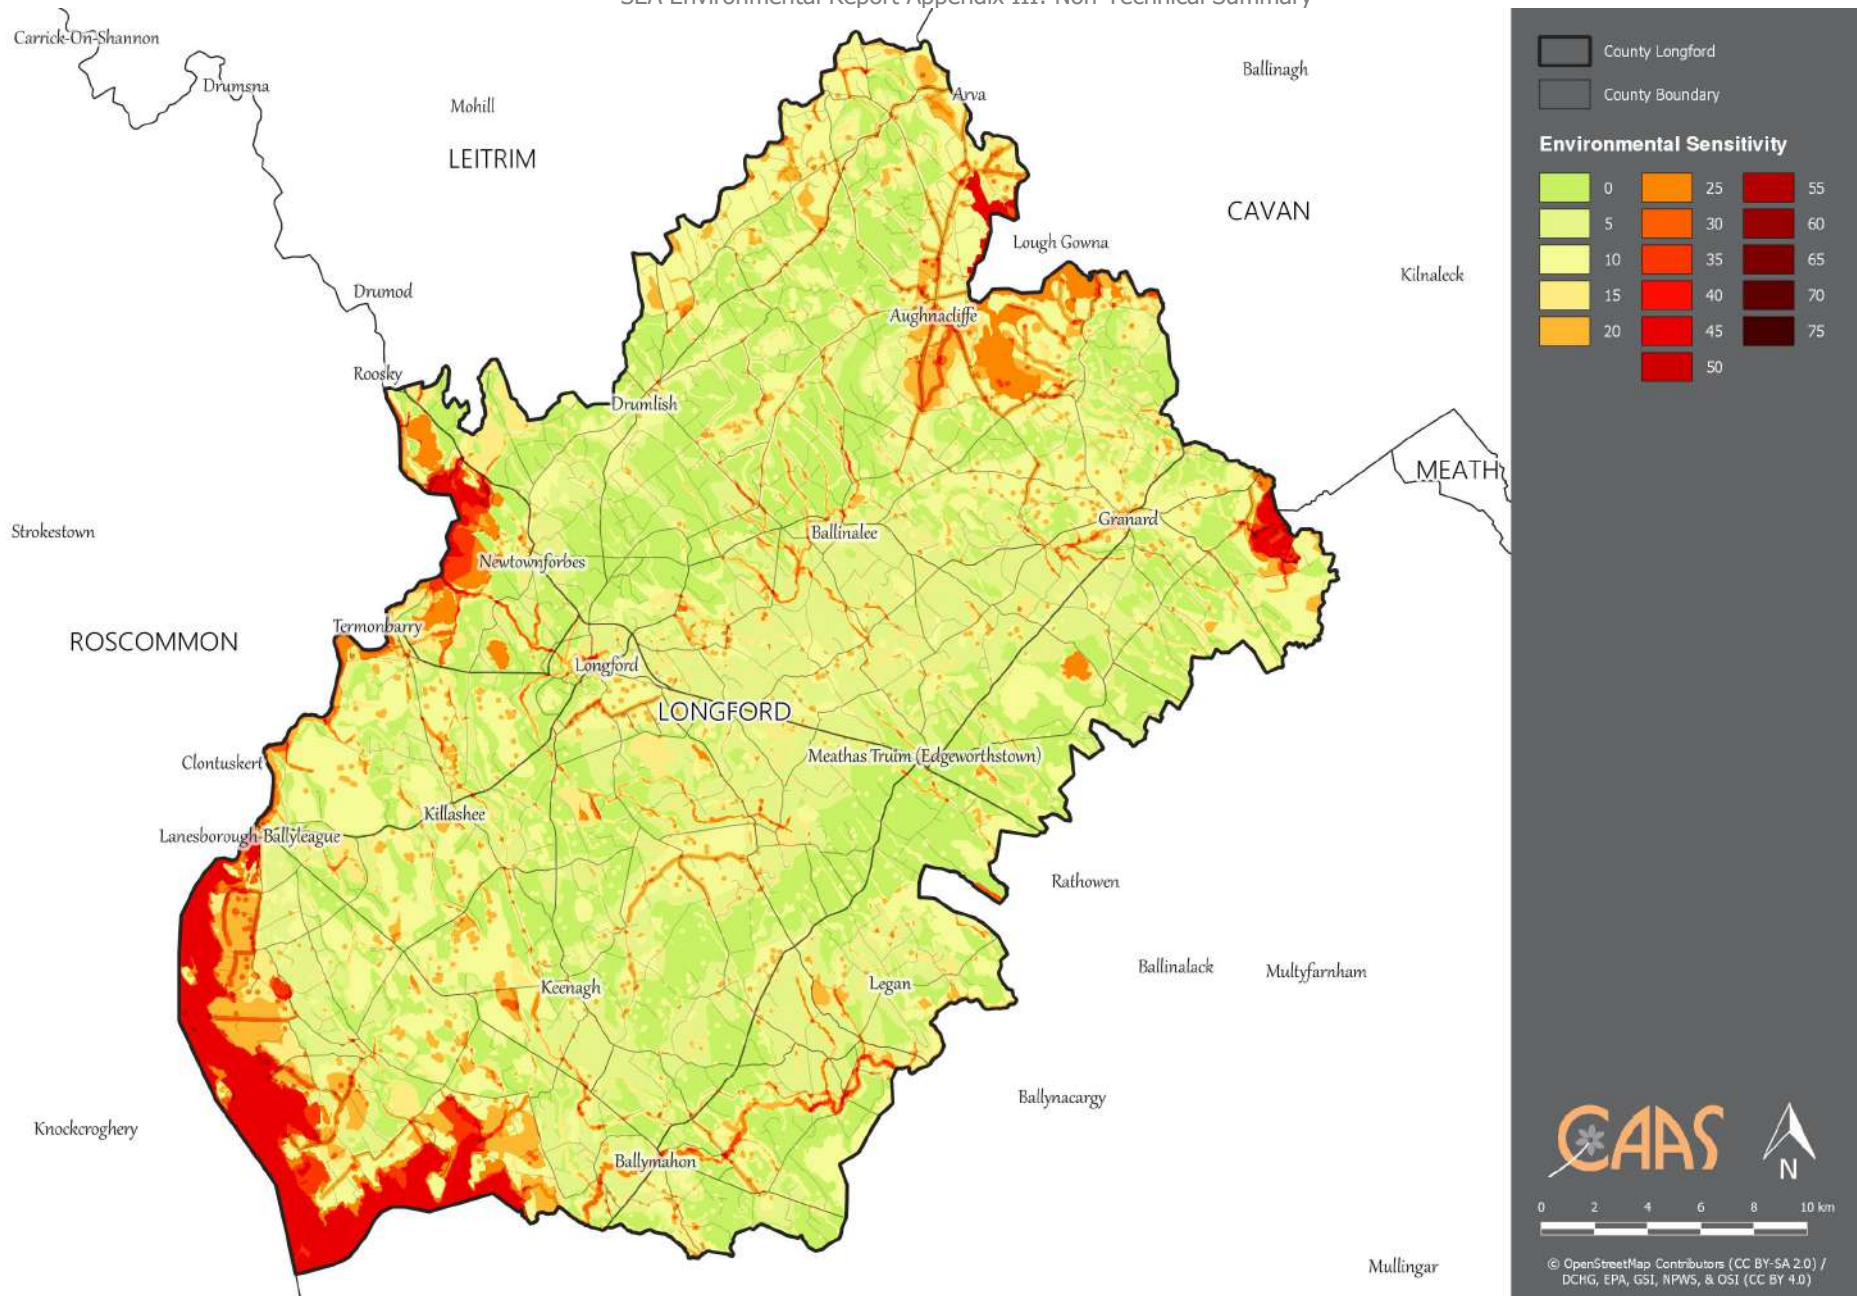 SEA Environmental Report Appendix III: Non-Technical Summary
Carrick-On-Shannon
Drumsna
Mohill
LEITRIM
Arva
Ballinagh
CAVAN
Lough Gowna
Kilnaleck
Drumod
Aughnacliffe
Roosky
Drumlish
MEATH
Strokestown
Granard
Ballinalee
Newtownforbes
Termonbarry
ROSCOMMON
Longford
LONGFORD
Meathas Truim (Edgeworthstown)
Clontuskert
Killashee
Lanesborough-Ballyleague
Rathowen
Ballinalack
Multyfarnham
Keenagh
Legan
Ballynacargy
Knockcroghery
Ballymahon
Mullingar
County Longford
County Boundary
Environmental Sensitivity
0 25 55
5 30 60
10 35 65
15 40 70
20 45 75
50
CAAS
N
0 2 4 6 8 10 km
© OpenStreetMap Contributors (CC BY-SA 2.0) /
DCHG, EPA, GSI, NPWS, & OSI (CC BY 4.0)